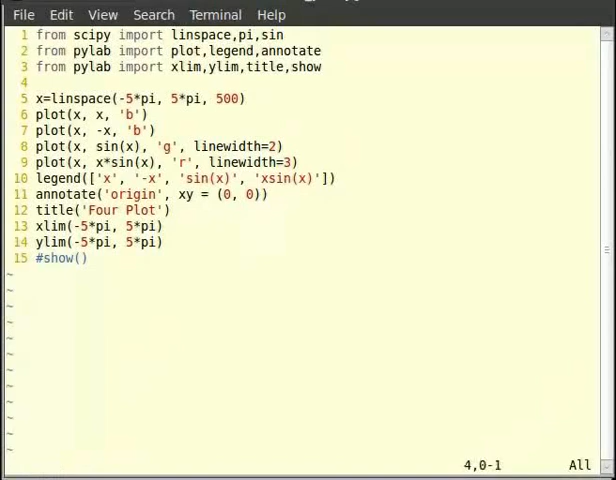 File Edit View Search Terminal Help
1 from scipy import linspace,pi,sin
2 from pylab import plot,legend,annotate
3 from pylab import xlim,ylim,title,show
4
5 x=linspace(-5*pi, 5*pi, 500)
6 plot(x, x, 'b')
7 plot(x, -x, 'b')
8 plot(x, sin(x), 'g', linewidth=2)
9 plot(x, x*sin(x), 'r', linewidth=3)
10 legend(['x', '-x', 'sin(x)', 'xsin(x)'])
11 annotate('origin', xy = (0, 0))
12 title('Four Plot')
13 xlim(-5*pi, 5*pi)
14 ylim(-5*pi, 5*pi)
15 #show()
~
~
~
~
~
~
~
~
~
~
~
~
4,0-1 All